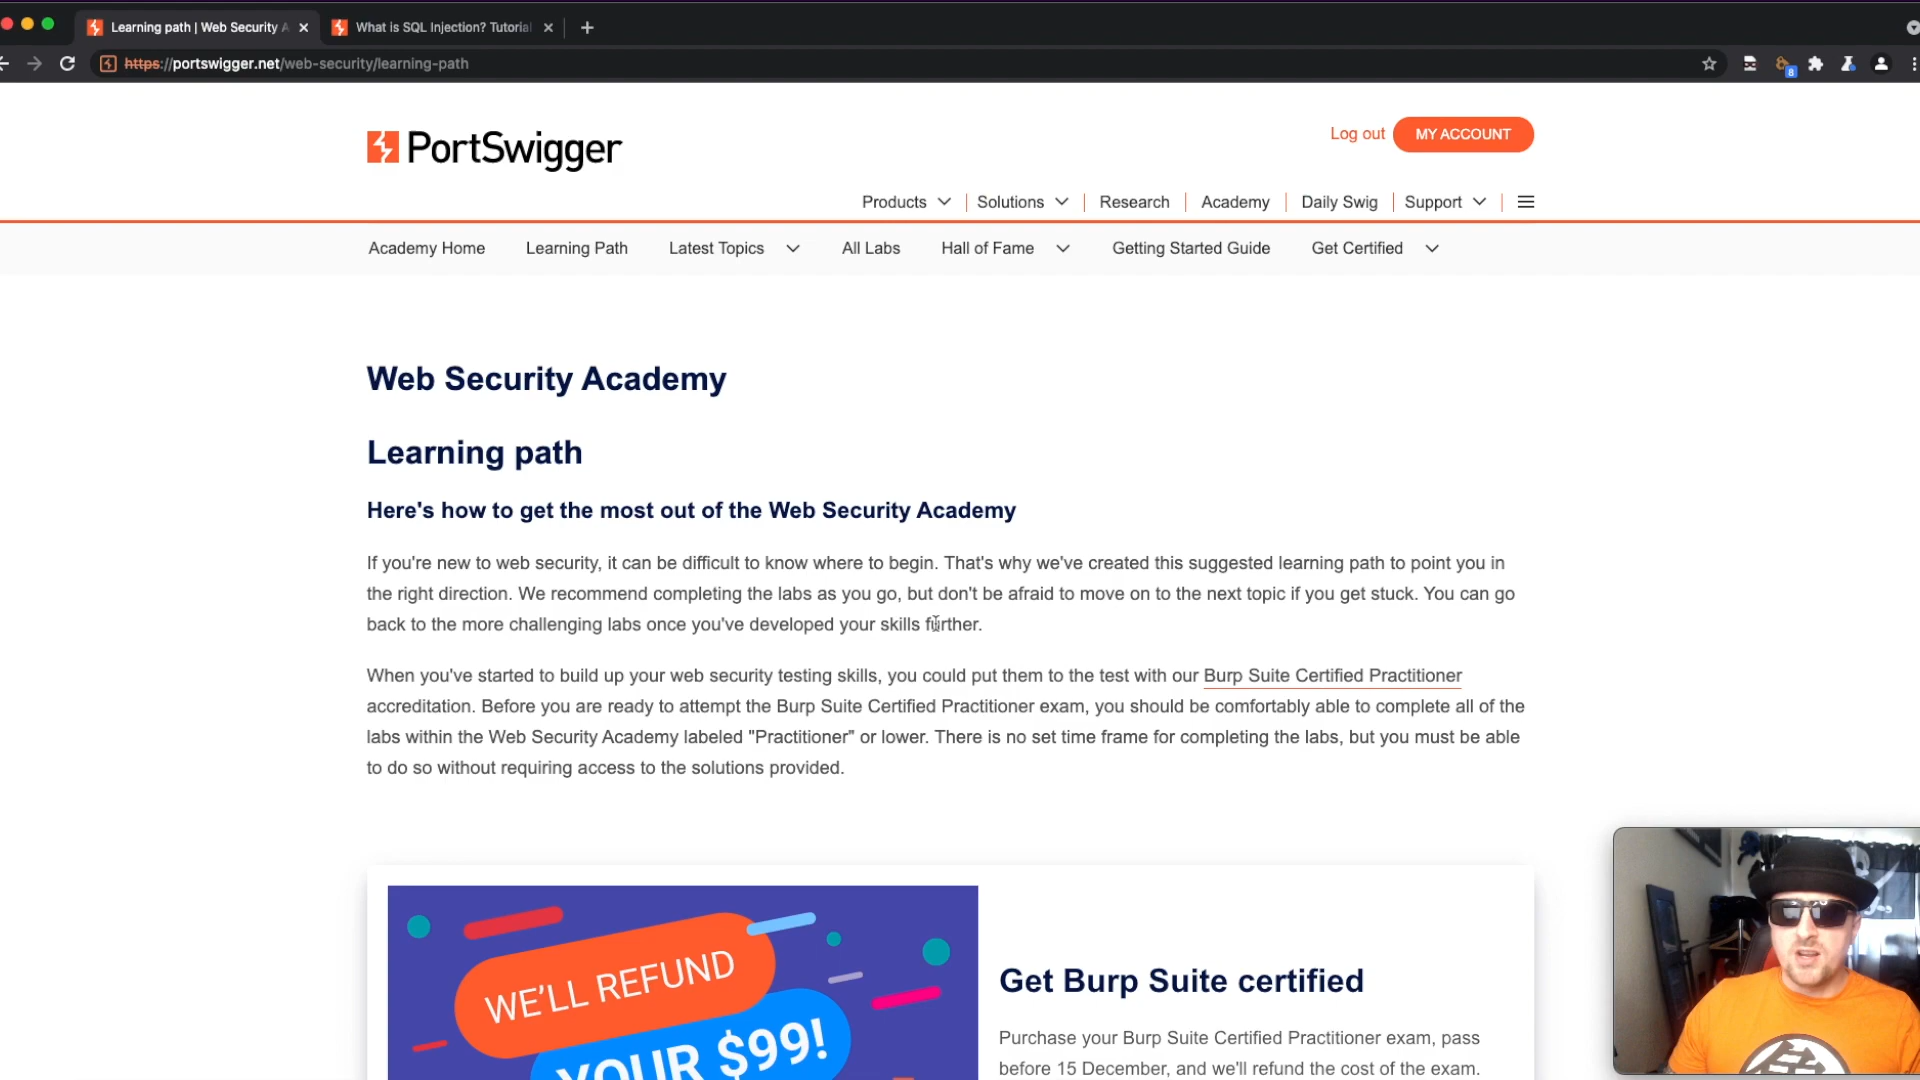 Learning path | Web Security A
What is SQL Injection? Tutorial
https://portswigger.net/web-security/learning-path
8
PortSwigger
Log out
MY ACCOUNT
Products
Solutions
Research
Academy
Daily Swig
Support
Academy Home
Learning Path
Latest Topics
All Labs
Hall of Fame
Getting Started Guide
Get Certified
Web Security Academy
Learning path
Here's how to get the most out of the Web Security Academy
If you're new to web security, it can be difficult to know where to begin. That's why we've created this suggested learning path to point you in
the right direction. We recommend completing the labs as you go, but don't be afraid to move on to the next topic if you get stuck. You can go
back to the more challenging labs once you've developed your skills further.
When you've started to build up your web security testing skills, you could put them to the test with our Burp Suite Certified Practitioner
accreditation. Before you are ready to attempt the Burp Suite Certified Practitioner exam, you should be comfortably able to complete all of the
labs within the Web Security Academy labeled "Practitioner" or lower. There is no set time frame for completing the labs, but you must be able
to do so without requiring access to the solutions provided.
WE'LL REFUND
YOUR $99!
Get Burp Suite certified
Purchase your Burp Suite Certified Practitioner exam, pass
before 15 December, and we'll refund the cost of the exam.